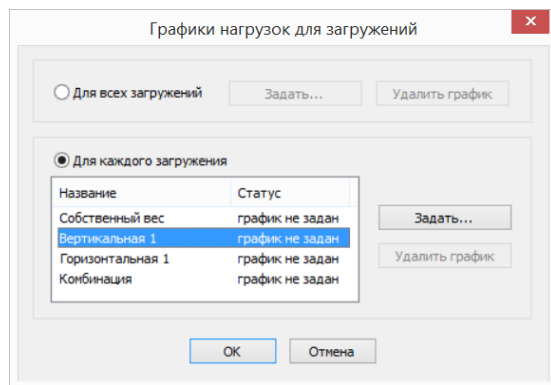 Графики нагрузок для загружений
Для всех загружений Задать... Удалить график
Для каждого загружения
Название Статус
Собственный вес график не задан
Вертикальная 1 график не задан
Горизонтальная 1 график не задан
Комбинация график не задан
Задать...
Удалить график
OK Отмена